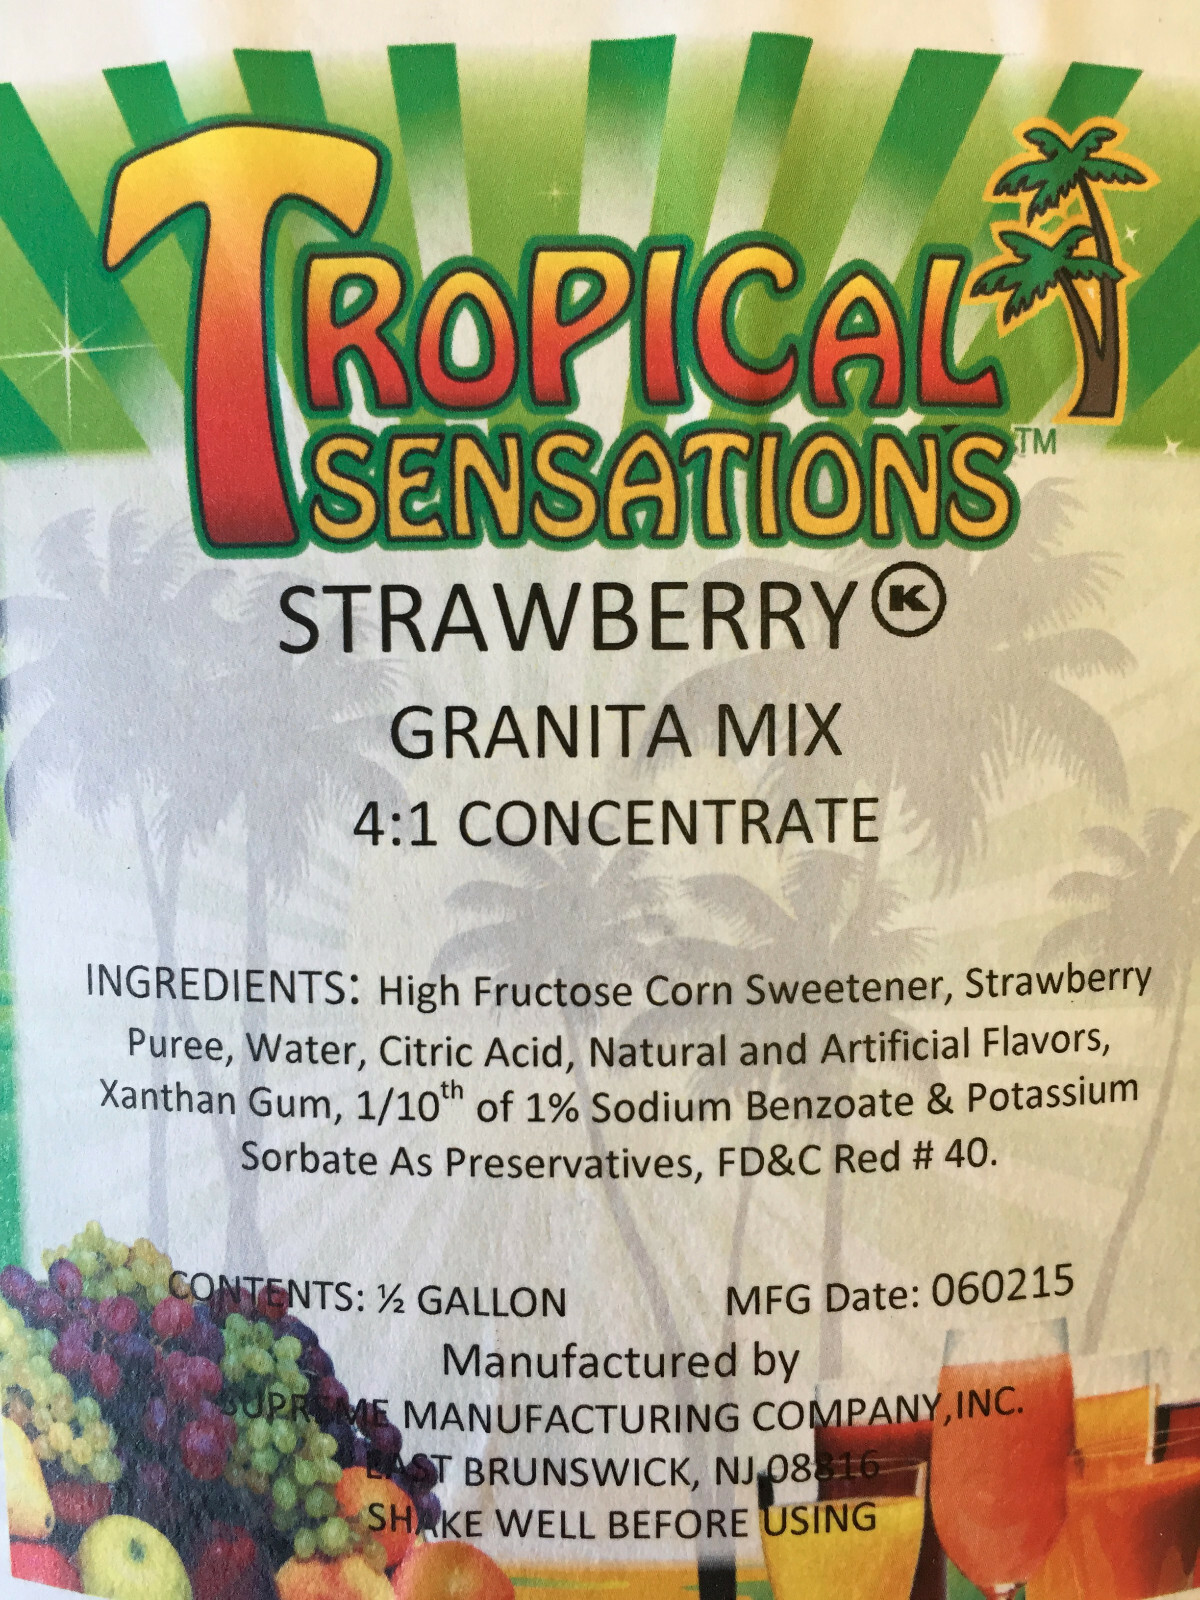 TROPICAL
SENSATIONS™
STRAWBERRY Ⓚ
GRANITA MIX
4:1 CONCENTRATE
INGREDIENTS: High Fructose Corn Sweetener, Strawberry
Puree, Water, Citric Acid, Natural and Artificial Flavors,
Xanthan Gum, 1/10th of 1% Sodium Benzoate & Potassium
Sorbate As Preservatives, FD&C Red # 40.
CONTENTS: ½ GALLON MFG Date: 060215
Manufactured by
SUPREME MANUFACTURING COMPANY,INC.
EAST BRUNSWICK, NJ 08816
SHAKE WELL BEFORE USING